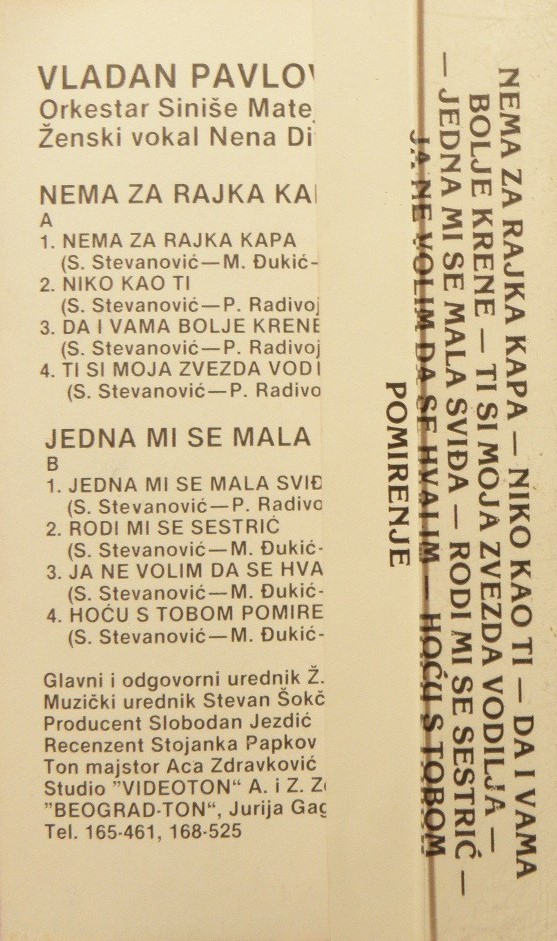 VLADAN PAVLOV
Orkestar Siniše Mate
Ženski vokal Nena Di
NEMA ZA RAJKA KA
A
1. NEMA ZA RAJKA KAPA
(S. Stevanović—M. Đukić-
2. NIKO KAO TI
(S. Stevanović—P. Radivoj
3. DA I VAMA BOLJE KRENE
(S. Stevanović—P. Radivoj
4. TI SI MOJA ZVEZDA VODI
(S. Stevanović—P. Radivo
JEDNA MI SE MALA
B
1. JEDNA MI SE MALA SVIĐ
(S. Stevanović—P. Radivo
2. RODI MI SE SESTRIĆ
(S. Stevanović—M. Đukić-
3. JA NE VOLIM DA SE HVA
(S. Stevanović—M. Đukić-
4. HOĆU S TOBOM POMIRE
(S. Stevanović—M. Đukić-
Glavni i odgovorni urednik Ž.
Muzički urednik Stevan Šokč
Producent Slobodan Jezdić
Recenzent Stojanka Papkov
Ton majstor Aca Zdravković
Studio ”VIDEOTON“ A. i Z. Z
”BEOGRAD-TON“, Jurija Gag
Tel. 165-461, 168-525
NEMA ZA RAJKA KAPA — NIKO KAO TI — DA I VAMA
BOLJE KRENE — TI SI MOJA ZVEZDA VODILJA —
— JEDNA MI SE MALA SVIĐA — RODI MI SE SESTRIĆ —
JA NE VOLIM DA SE HVALIM — HOĆU S TOBOM
POMIRENJE